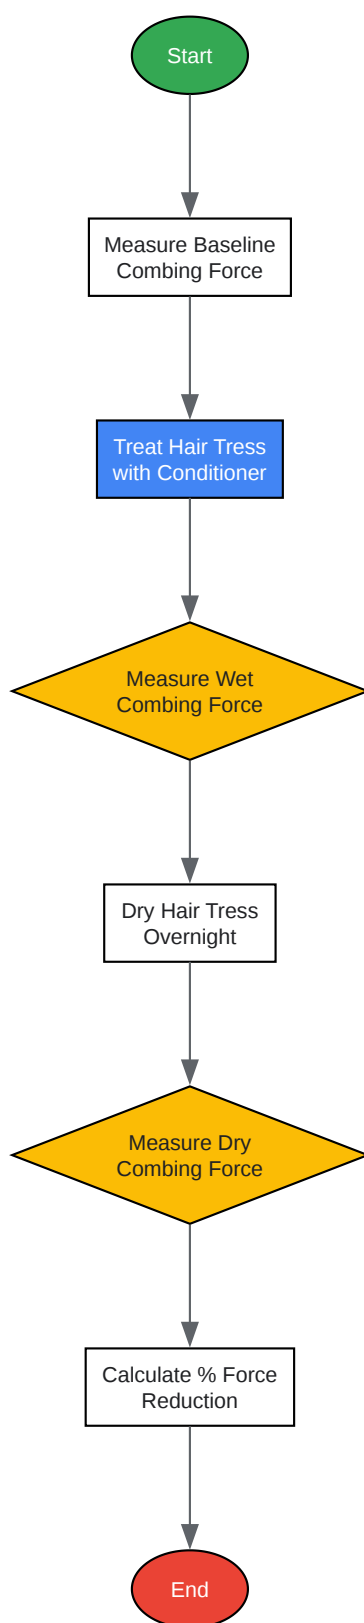 Start
Measure Baseline
Combing Force
Treat Hair Tress
with Conditioner
Measure Wet
Combing Force
Dry Hair Tress
Overnight
Measure Dry
Combing Force
Calculate % Force
Reduction
End